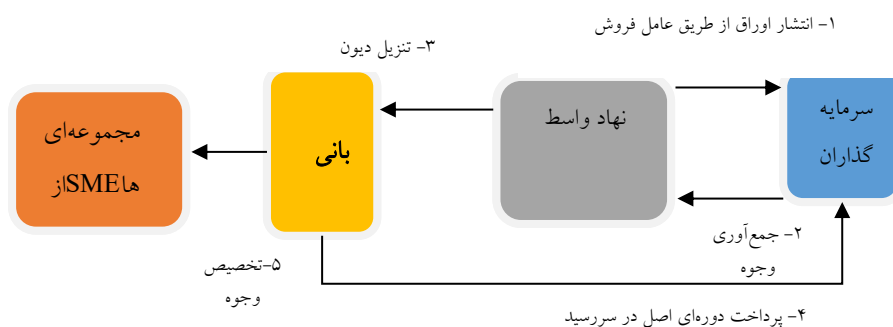 ۱- انتشار اوراق از طریق عامل فروش
۳- تنزیل دیون
سرمایه
گذاران
نهاد واسط
بانی
مجموعه‌ای
هاSMEاز
۲- جمع‌آوری
وجوه
۵-تخصیص
وجوه
۴- پرداخت دوره‌ای اصل در سررسید